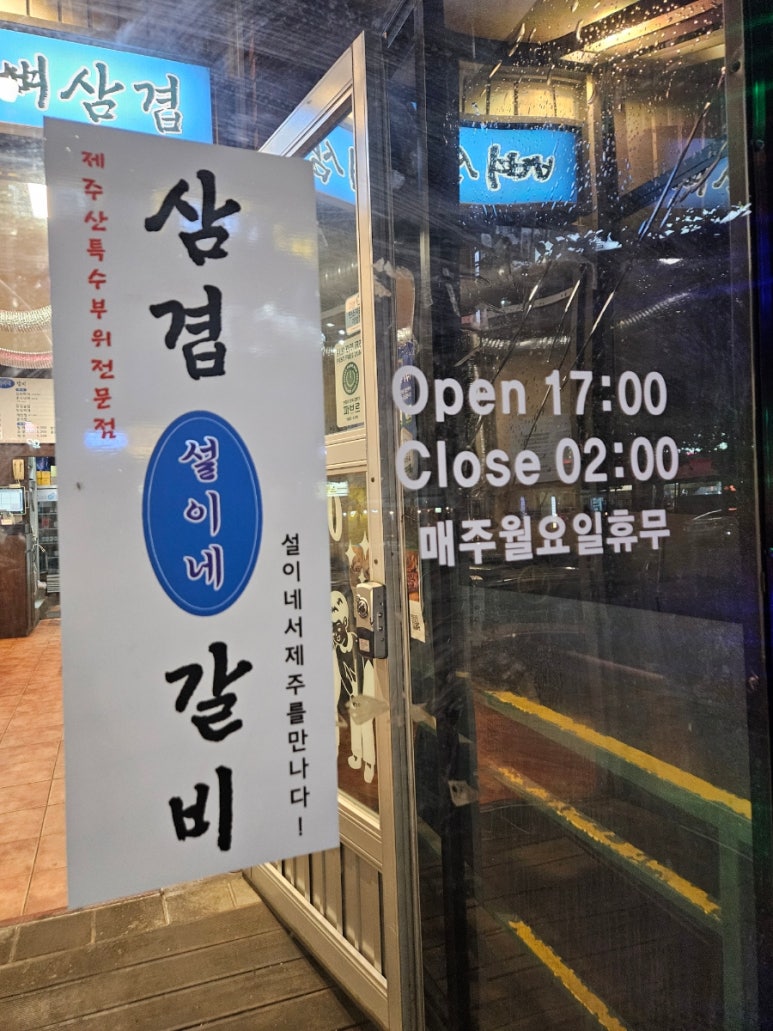 뼈삼겹
제주산특수부위전문점
삼겹
설이네
갈비
설이네서제주를만나다!
Open 17:00
Close 02:00
매주월요일휴무